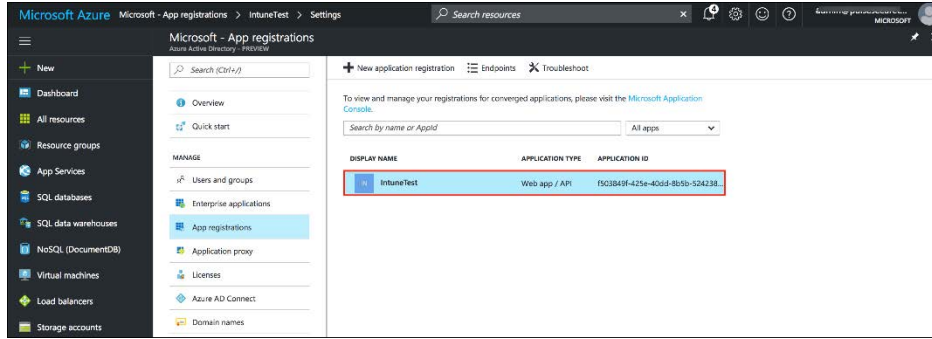 Microsoft Azure Microsoft - App registrations > IntuneTest > Settings
Search resources
4
MICROSOFT
Microsoft - App registrations
Azure Active Directory - PREVIEW
New
Dashboard
All resources
Resource groups
App Services
SQL databases
SQL data warehouses
NoSQL (DocumentDB)
Virtual machines
Load balancers
Storage accounts
Search (Ctrl+/)
Overview
Quick start
MANAGE
Users and groups
Enterprise applications
App registrations
Application proxy
Licenses
Azure AD Connect
Domain names
New application registration Endpoints Troubleshoot
To view and manage your registrations for converged applications, please visit the Microsoft Application
Console.
Search by name or AppId All apps
DISPLAY NAME APPLICATION TYPE APPLICATION ID
N IntuneTest Web app / API f503849f-425e-40dd-8b5b-524238...